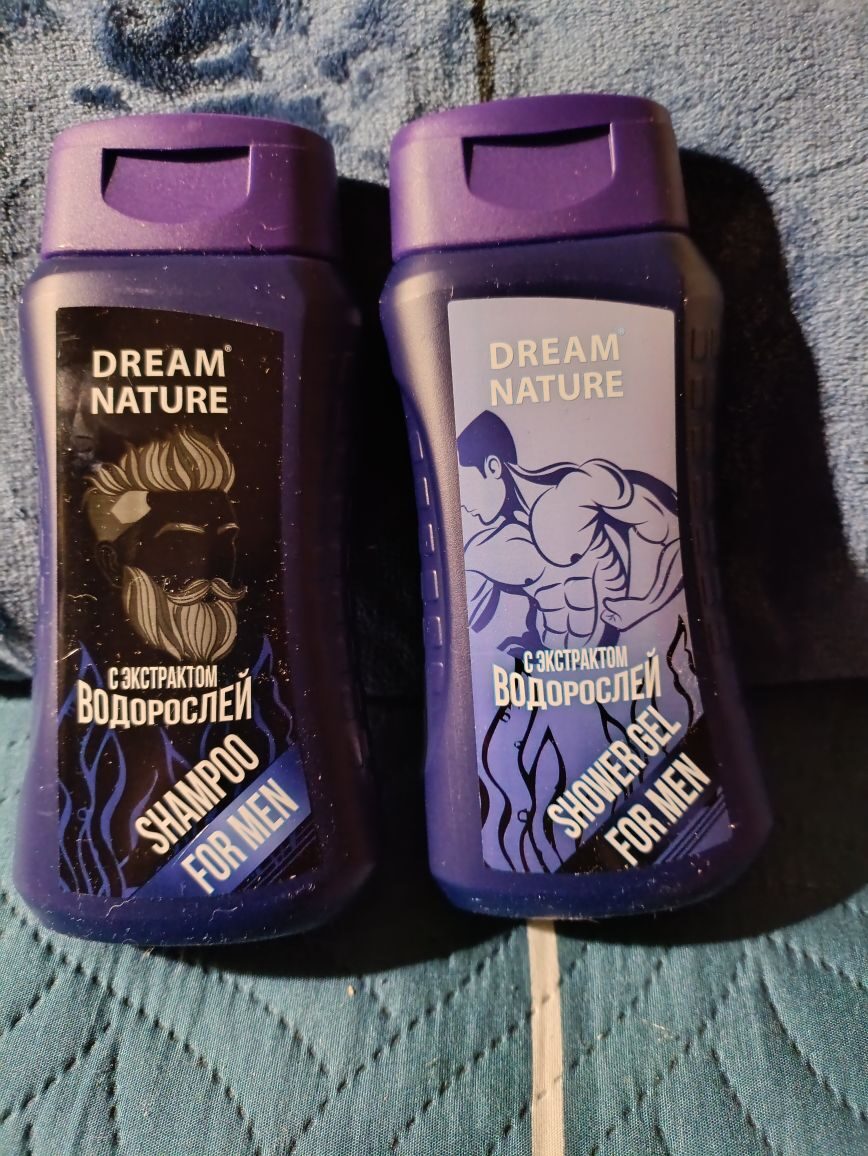 DREAM®
NATURE
С ЭКСТРАКТОМ
ВОДОРОСЛЕЙ
SHAMPOO
FOR MEN
DREAM®
NATURE
С ЭКСТРАКТОМ
ВОДОРОСЛЕЙ
SHOWER GEL
FOR MEN